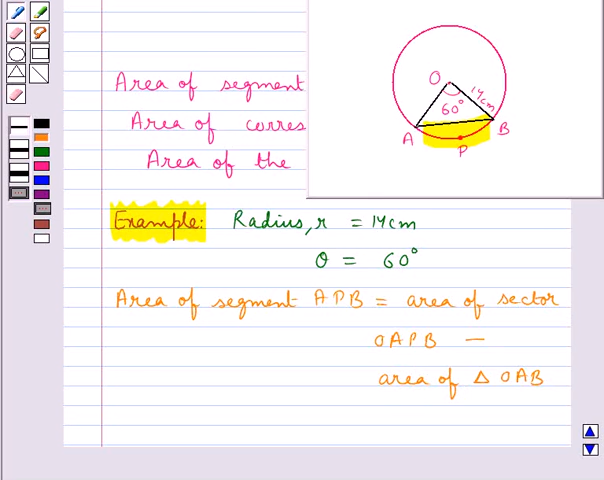 Area of segment
Area of corres
Area of the
O
60°
14cm
A
B
P
Example: Radius, r = 14cm
θ = 60°
Area of segment APB = area of sector
OAPB —
area of △ OAB